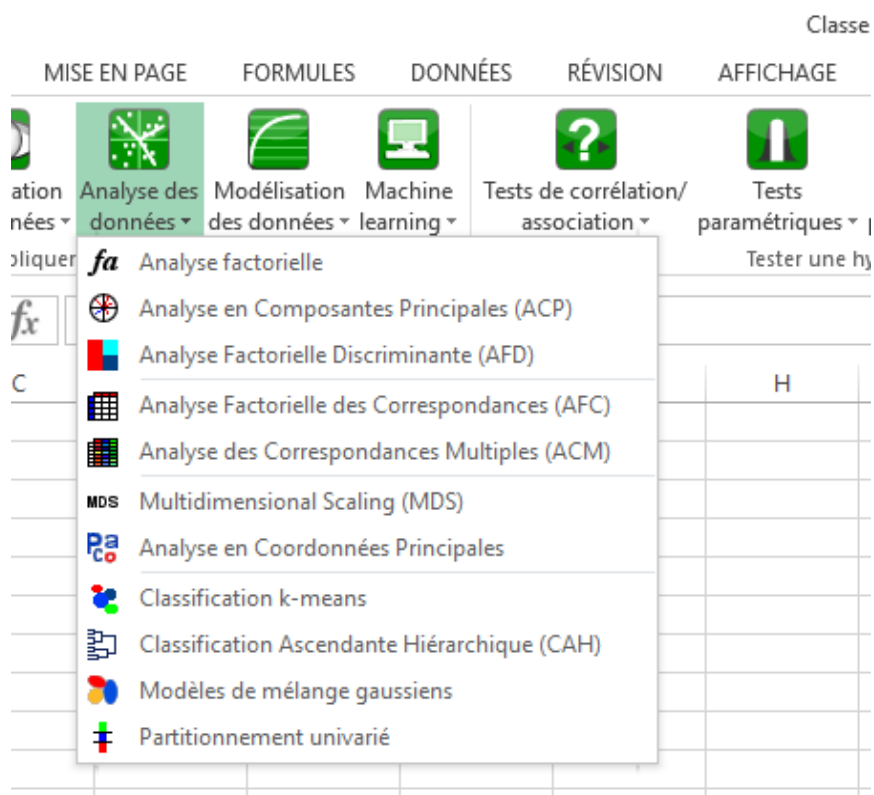 Classe
MISE EN PAGE FORMULES DONNÉES RÉVISION AFFICHAGE
ation Analyse des Modélisation Machine Tests de corrélation/ Tests
nées données des données learning association paramétriques
pliquer Tester une hy
fa Analyse factorielle
Analyse en Composantes Principales (ACP)
fx
Analyse Factorielle Discriminante (AFD)
C H
Analyse Factorielle des Correspondances (AFC)
Analyse des Correspondances Multiples (ACM)
MDS Multidimensional Scaling (MDS)
Paco Analyse en Coordonnées Principales
Classification k-means
Classification Ascendante Hiérarchique (CAH)
Modèles de mélange gaussiens
Partitionnement univarié